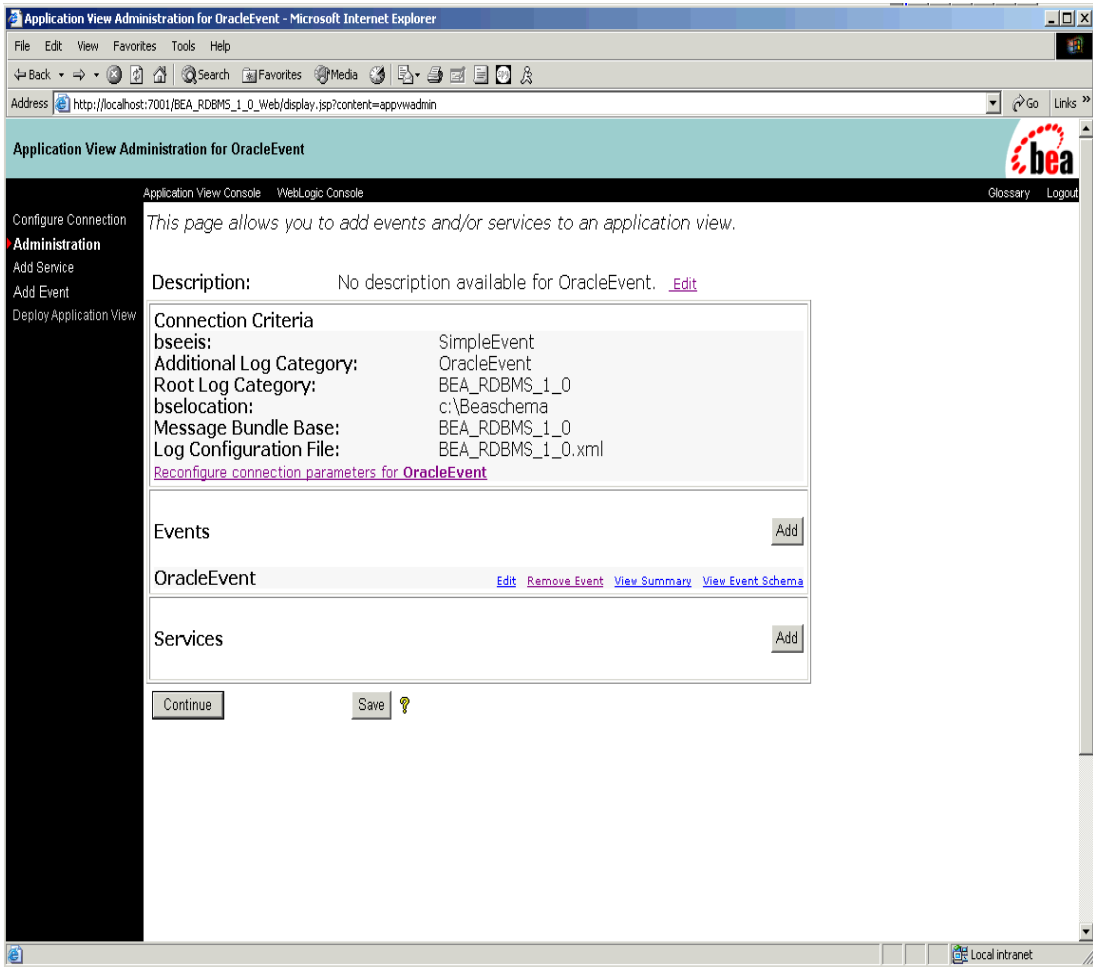 Application View Administration for OracleEvent - Microsoft Internet Explorer
File Edit View Favorites Tools Help
Back Search Favorites Media
Address http://localhost:7001/BEA_RDBMS_1_0_Web/display.jsp?content=appvwadmin Go Links »
Application View Administration for OracleEvent
bea
Application View Console WebLogic Console Glossary Logout
Configure Connection
Administration
Add Service
Add Event
Deploy Application View
This page allows you to add events and/or services to an application view.
Description: No description available for OracleEvent. Edit
Connection Criteria
bseeis: SimpleEvent
Additional Log Category: OracleEvent
Root Log Category: BEA_RDBMS_1_0
bselocation: c:\Beaschema
Message Bundle Base: BEA_RDBMS_1_0
Log Configuration File: BEA_RDBMS_1_0.xml
Reconfigure connection parameters for OracleEvent
Events Add
OracleEvent Edit Remove Event View Summary View Event Schema
Services Add
Continue Save ?
Local intranet